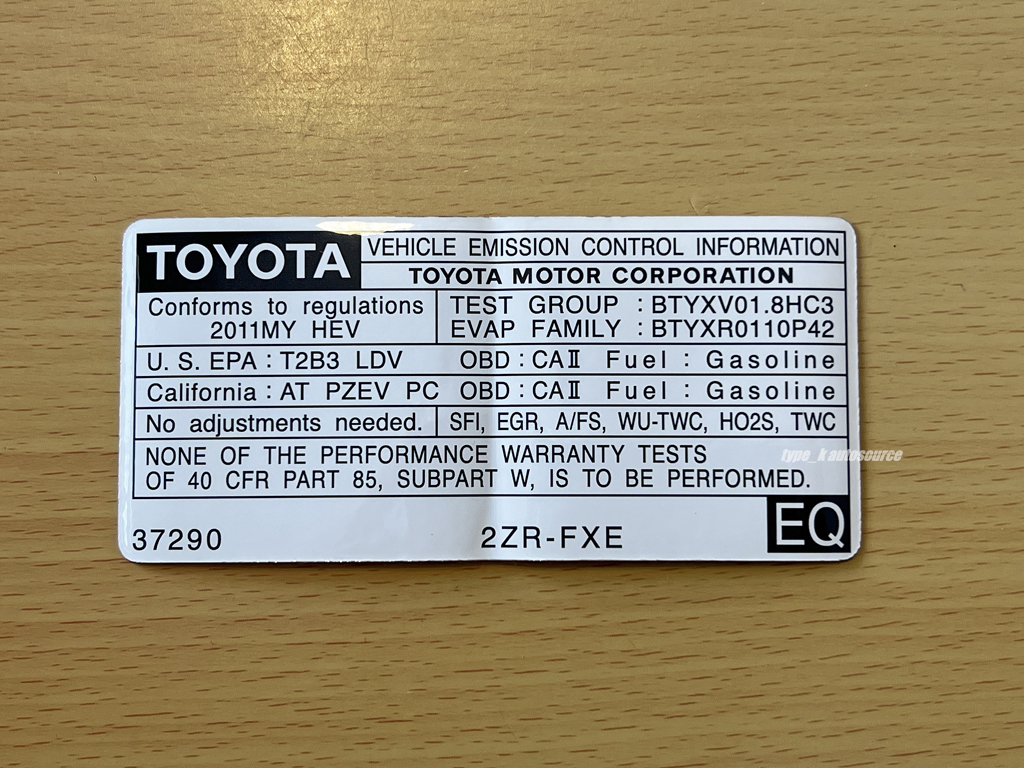 TOYOTA VEHICLE EMISSION CONTROL INFORMATION
TOYOTA MOTOR CORPORATION
Conforms to regulations TEST GROUP : BTYXV01.8HC3
2011MY HEV EVAP FAMILY : BTYXR0110P42
U. S. EPA : T2B3 LDV OBD : CAⅡ Fuel : Gasoline
California : AT PZEV PC OBD : CAⅡ Fuel : Gasoline
No adjustments needed. SFI, EGR, A/FS, WU-TWC, HO2S, TWC
NONE OF THE PERFORMANCE WARRANTY TESTS
OF 40 CFR PART 85, SUBPART W, IS TO BE PERFORMED.
type_k autosource
37290 2ZR-FXE EQ